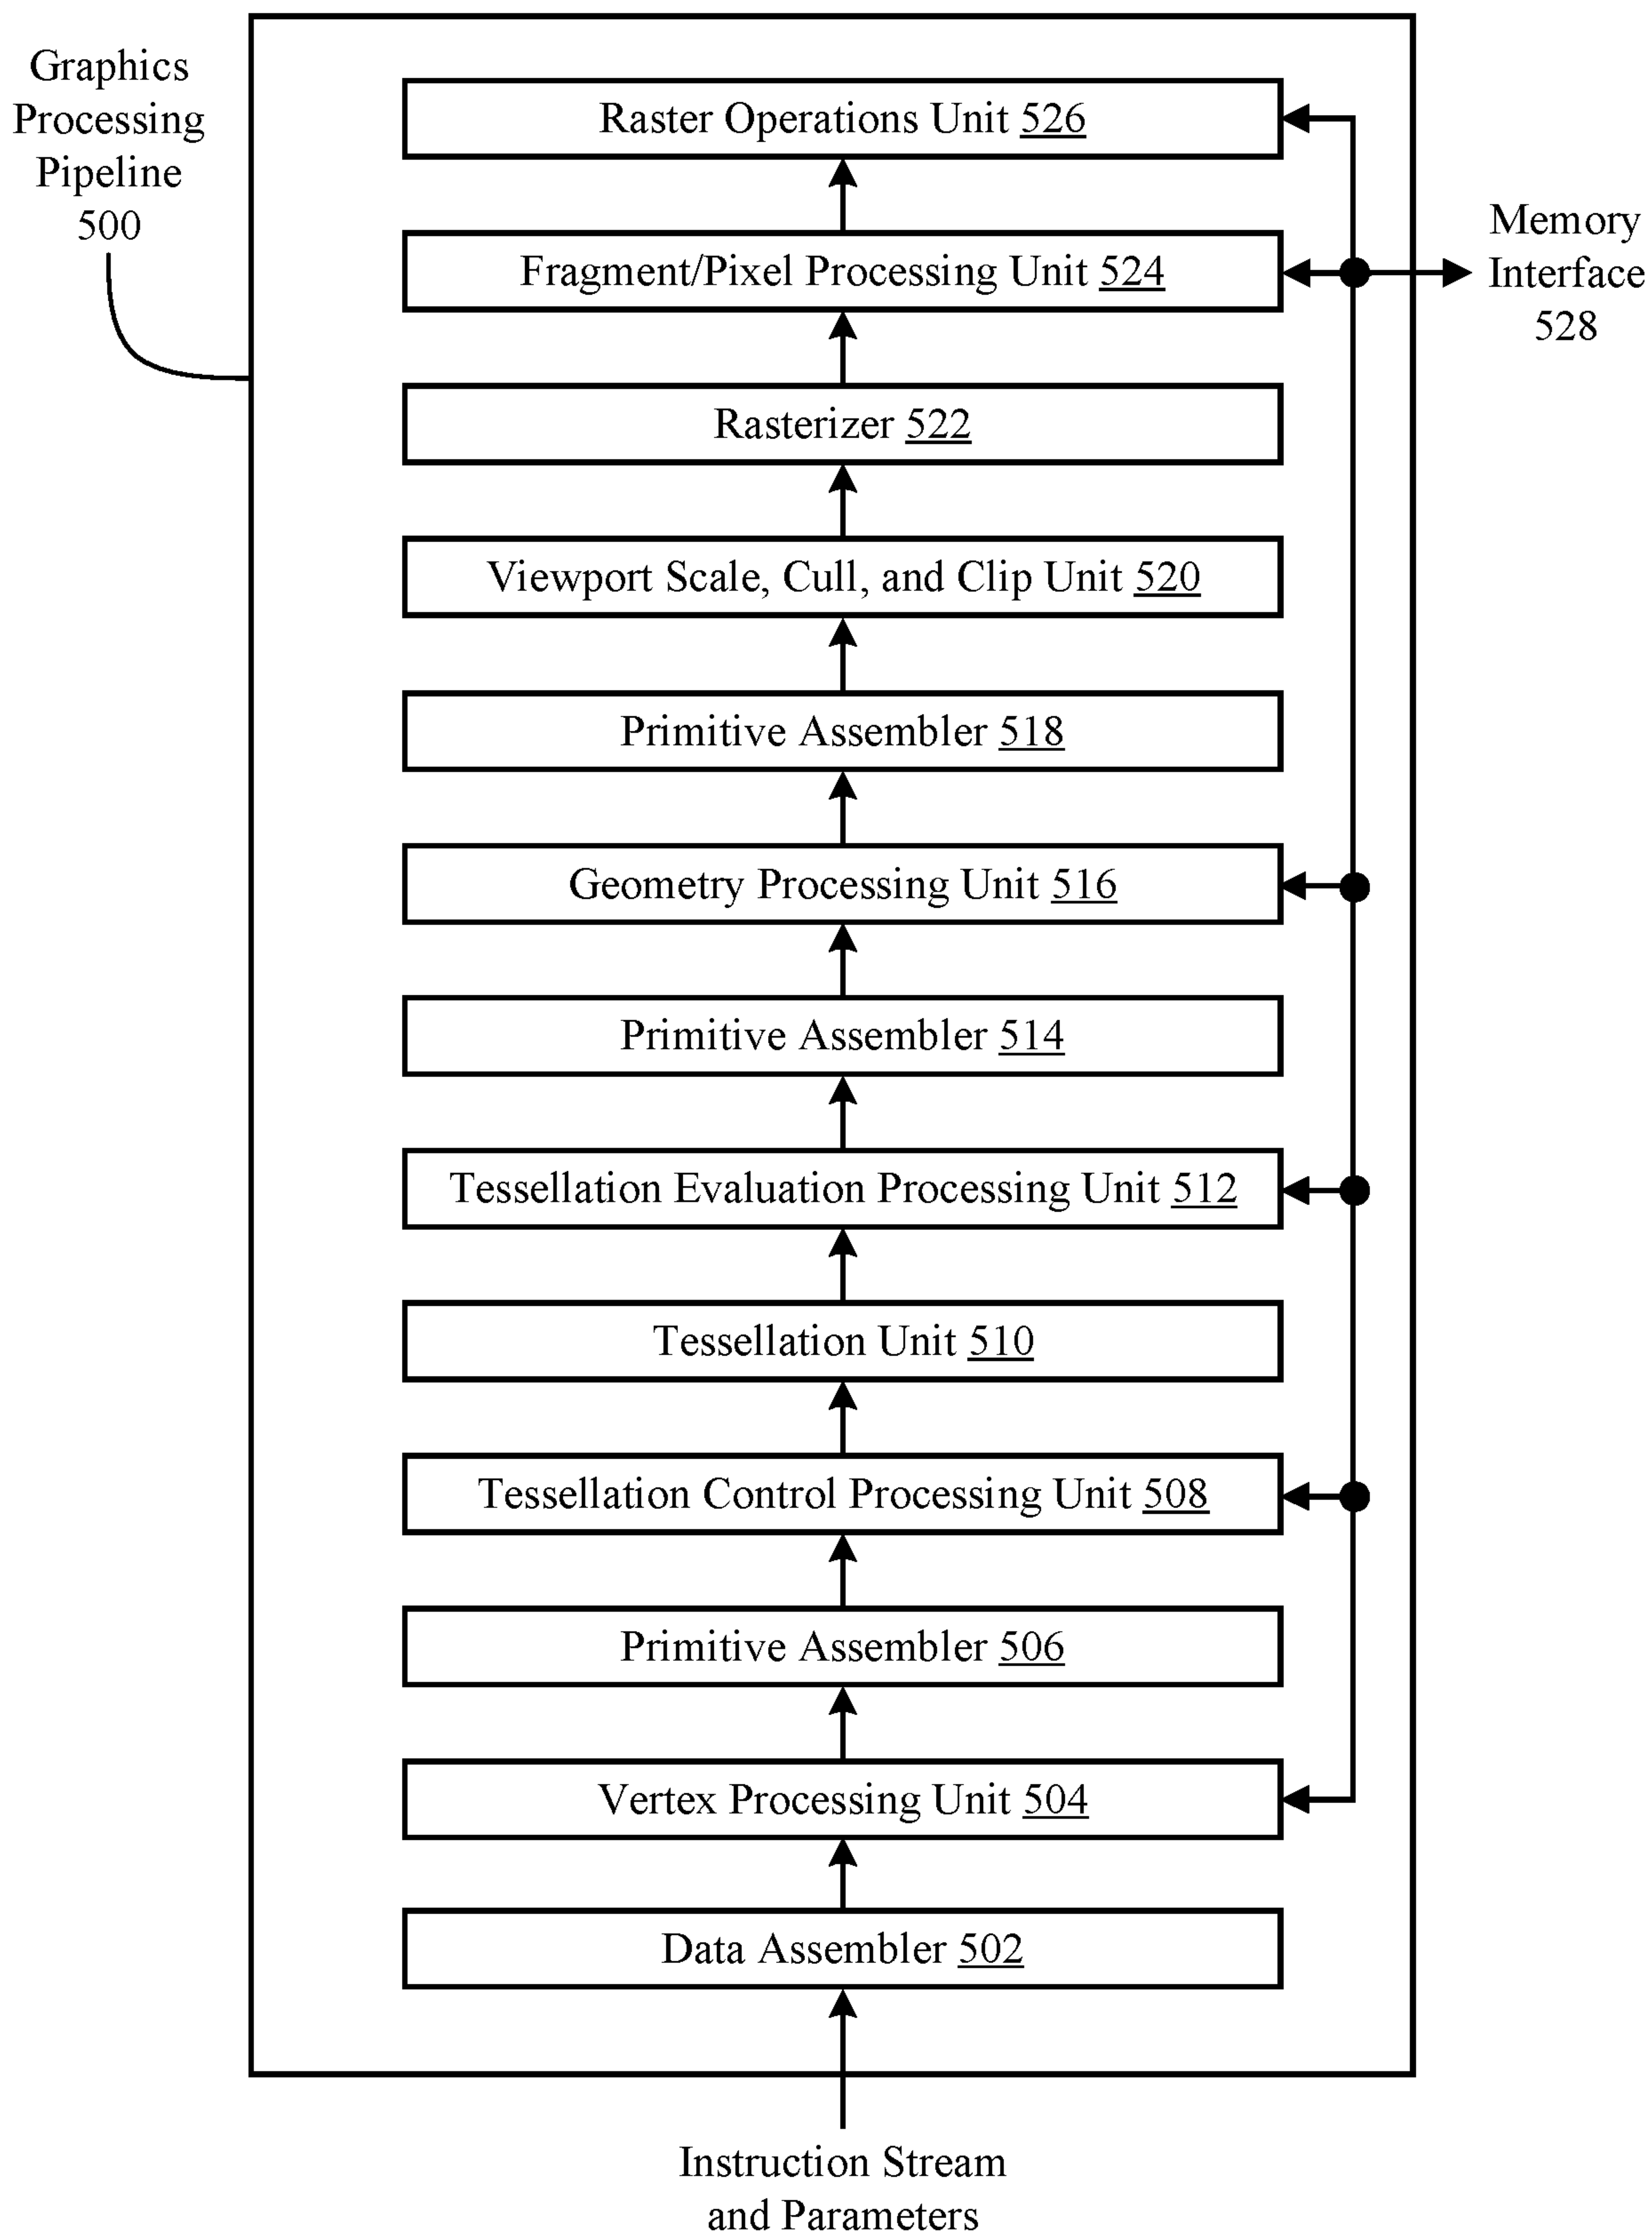 Graphics
Processing
Pipeline
500
Raster Operations Unit 526
Fragment/Pixel Processing Unit 524
Memory
Interface
528
Rasterizer 522
Viewport Scale, Cull, and Clip Unit 520
Primitive Assembler 518
Geometry Processing Unit 516
Primitive Assembler 514
Tessellation Evaluation Processing Unit 512
Tessellation Unit 510
Tessellation Control Processing Unit 508
Primitive Assembler 506
Vertex Processing Unit 504
Data Assembler 502
Instruction Stream
and Parameters